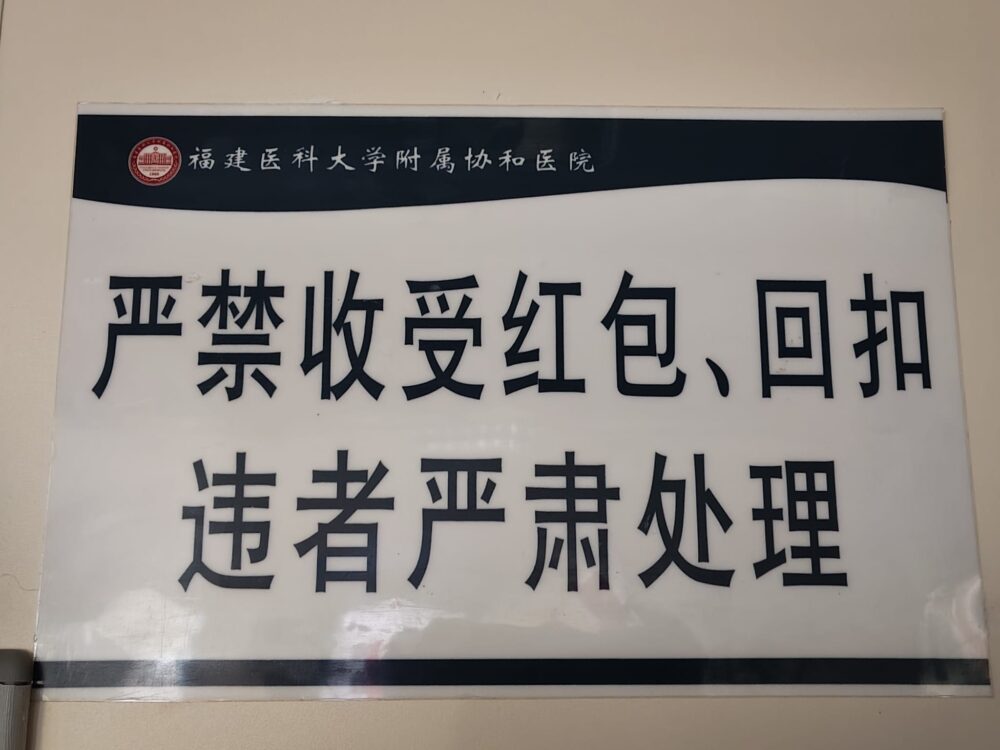 福建医科大学附属协和医院
严禁收受红包、回扣
违者严肃处理